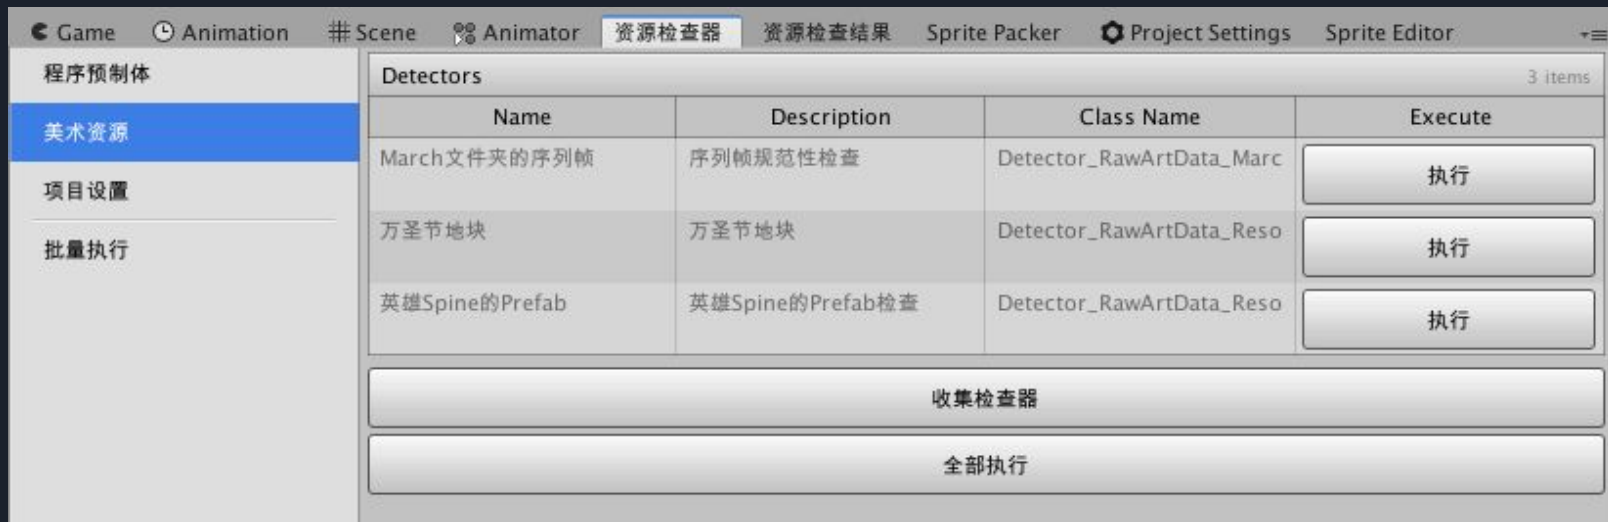 Game Animation Scene Animator 资源检查器 资源检查结果 Sprite Packer Project Settings Sprite Editor
程序预制体
美术资源
项目设置
批量执行
Detectors 3 items
Name Description Class Name Execute
March文件夹的序列帧 序列帧规范性检查 Detector_RawArtData_Marc 执行
万圣节地块 万圣节地块 Detector_RawArtData_Reso 执行
英雄Spine的Prefab 英雄Spine的Prefab检查 Detector_RawArtData_Reso 执行
收集检查器
全部执行